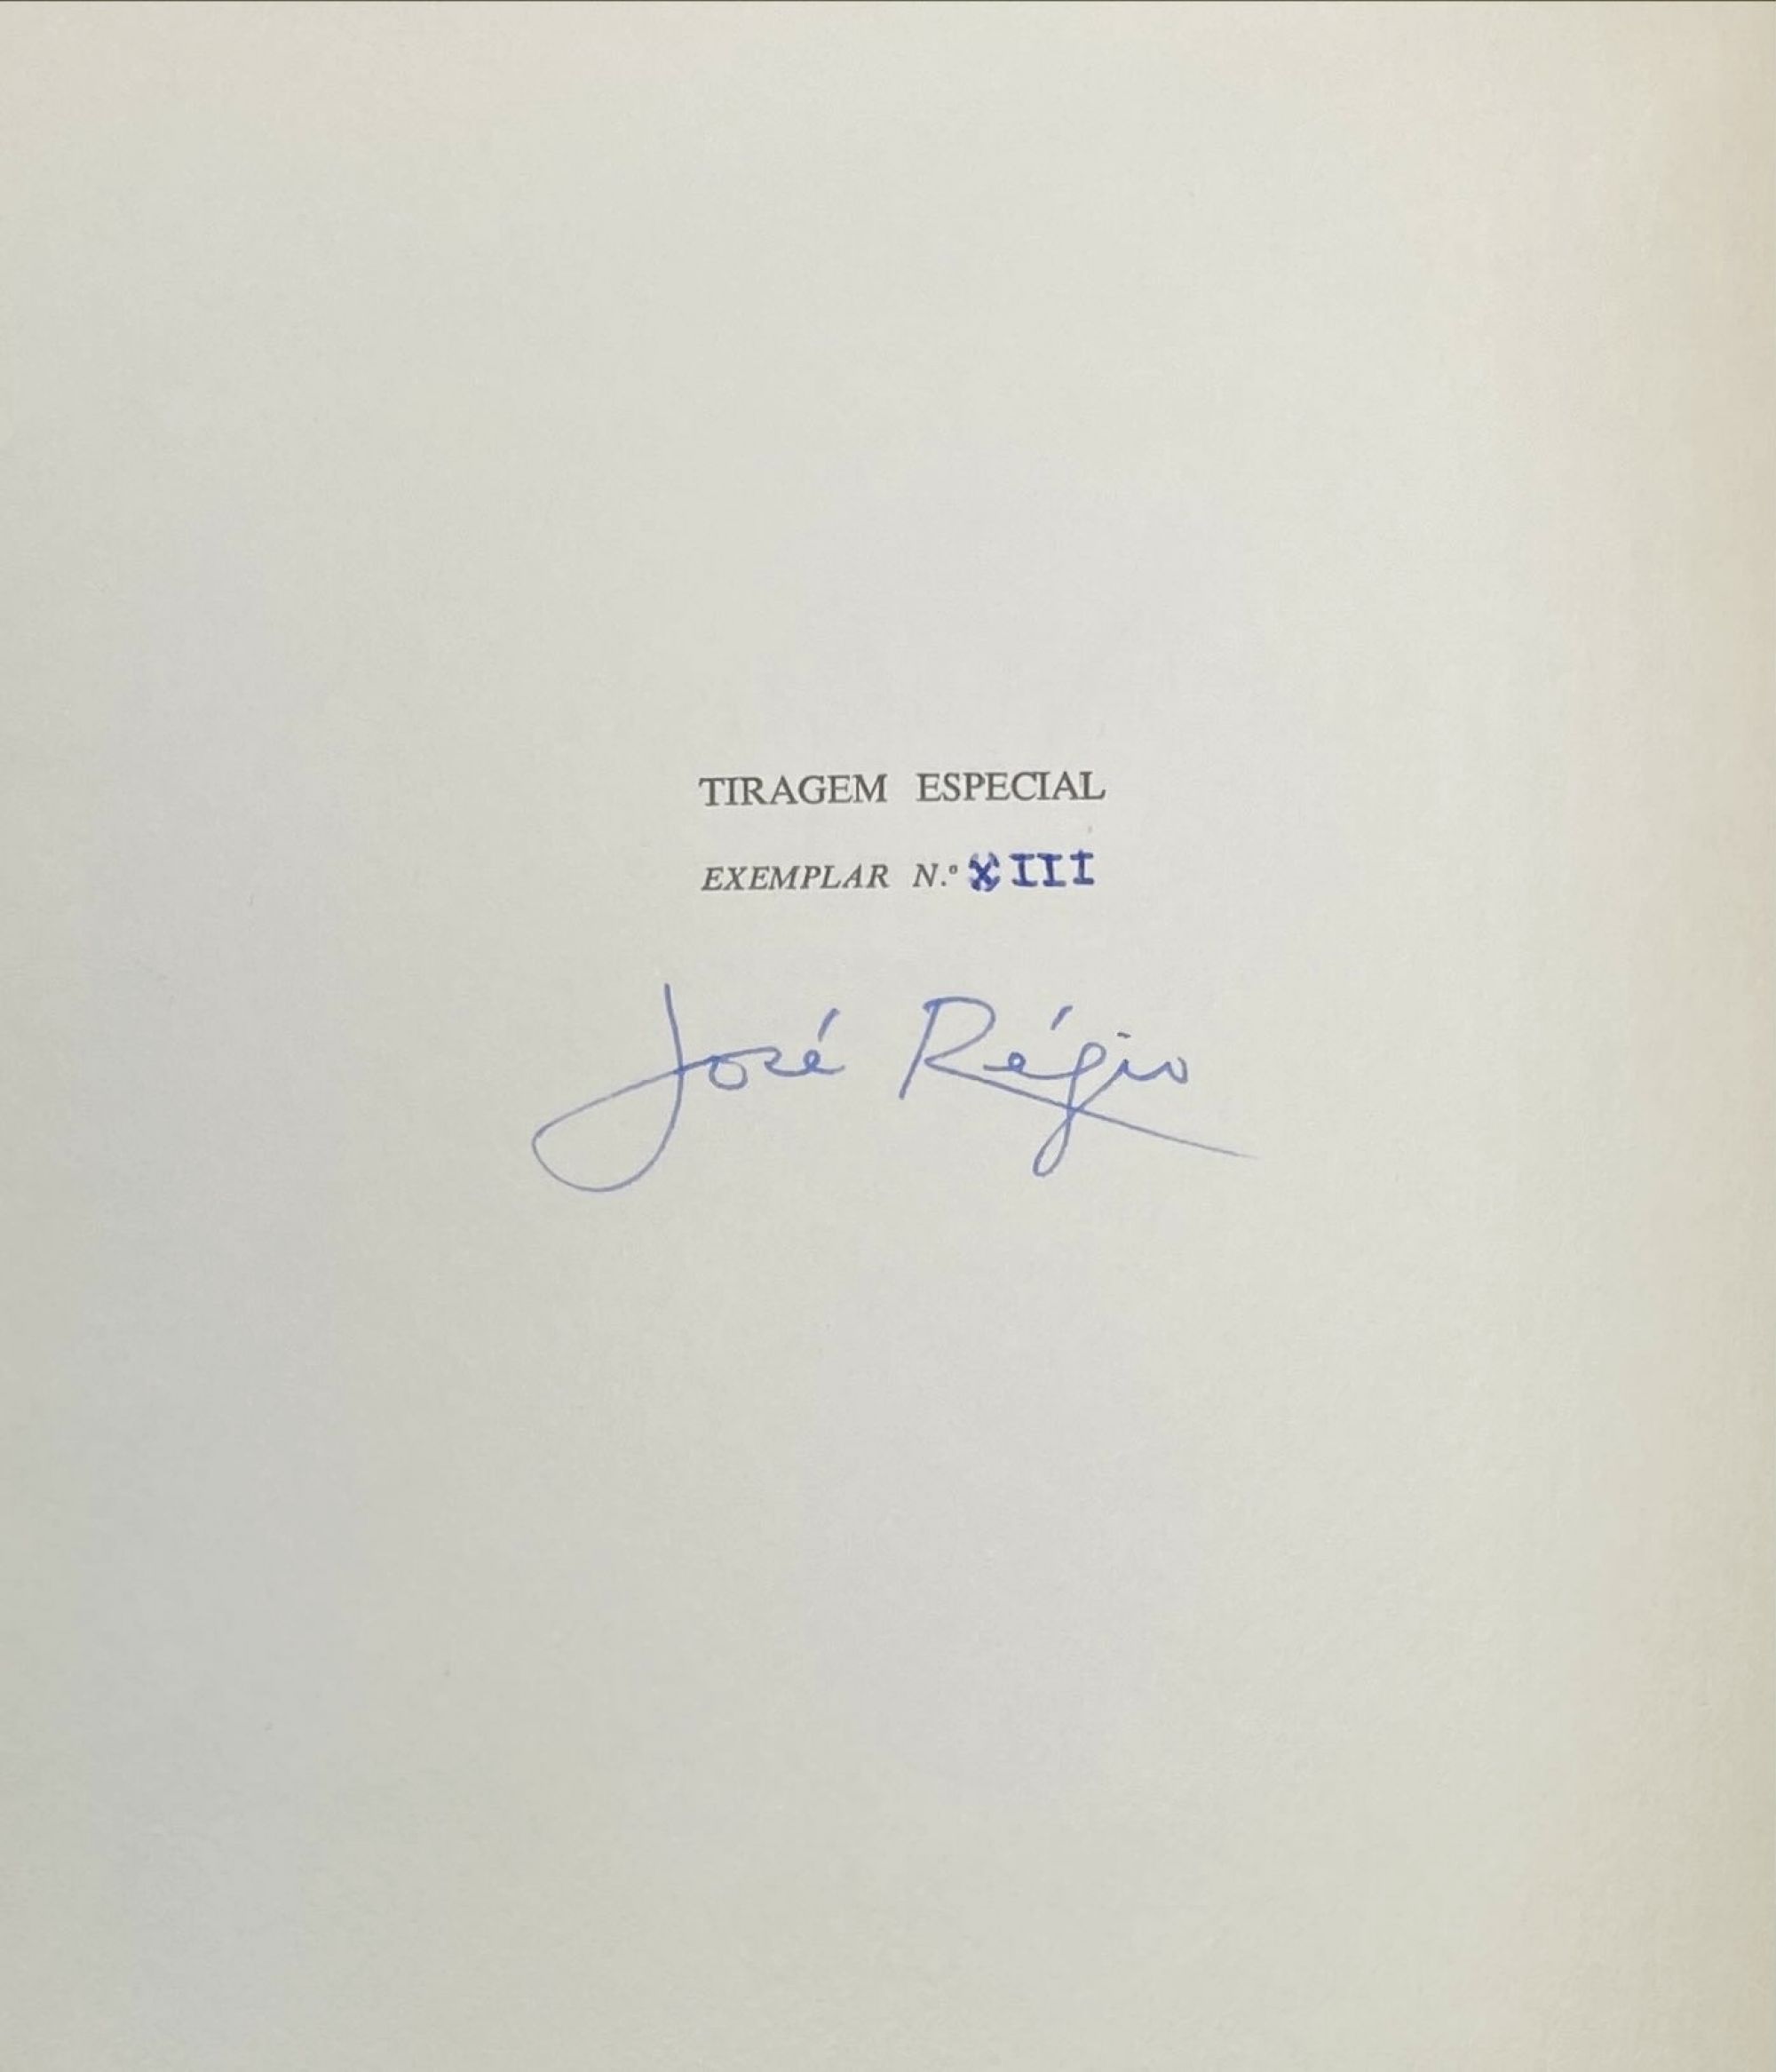 TIRAGEM ESPECIAL
EXEMPLAR N.º XIII
José Régio